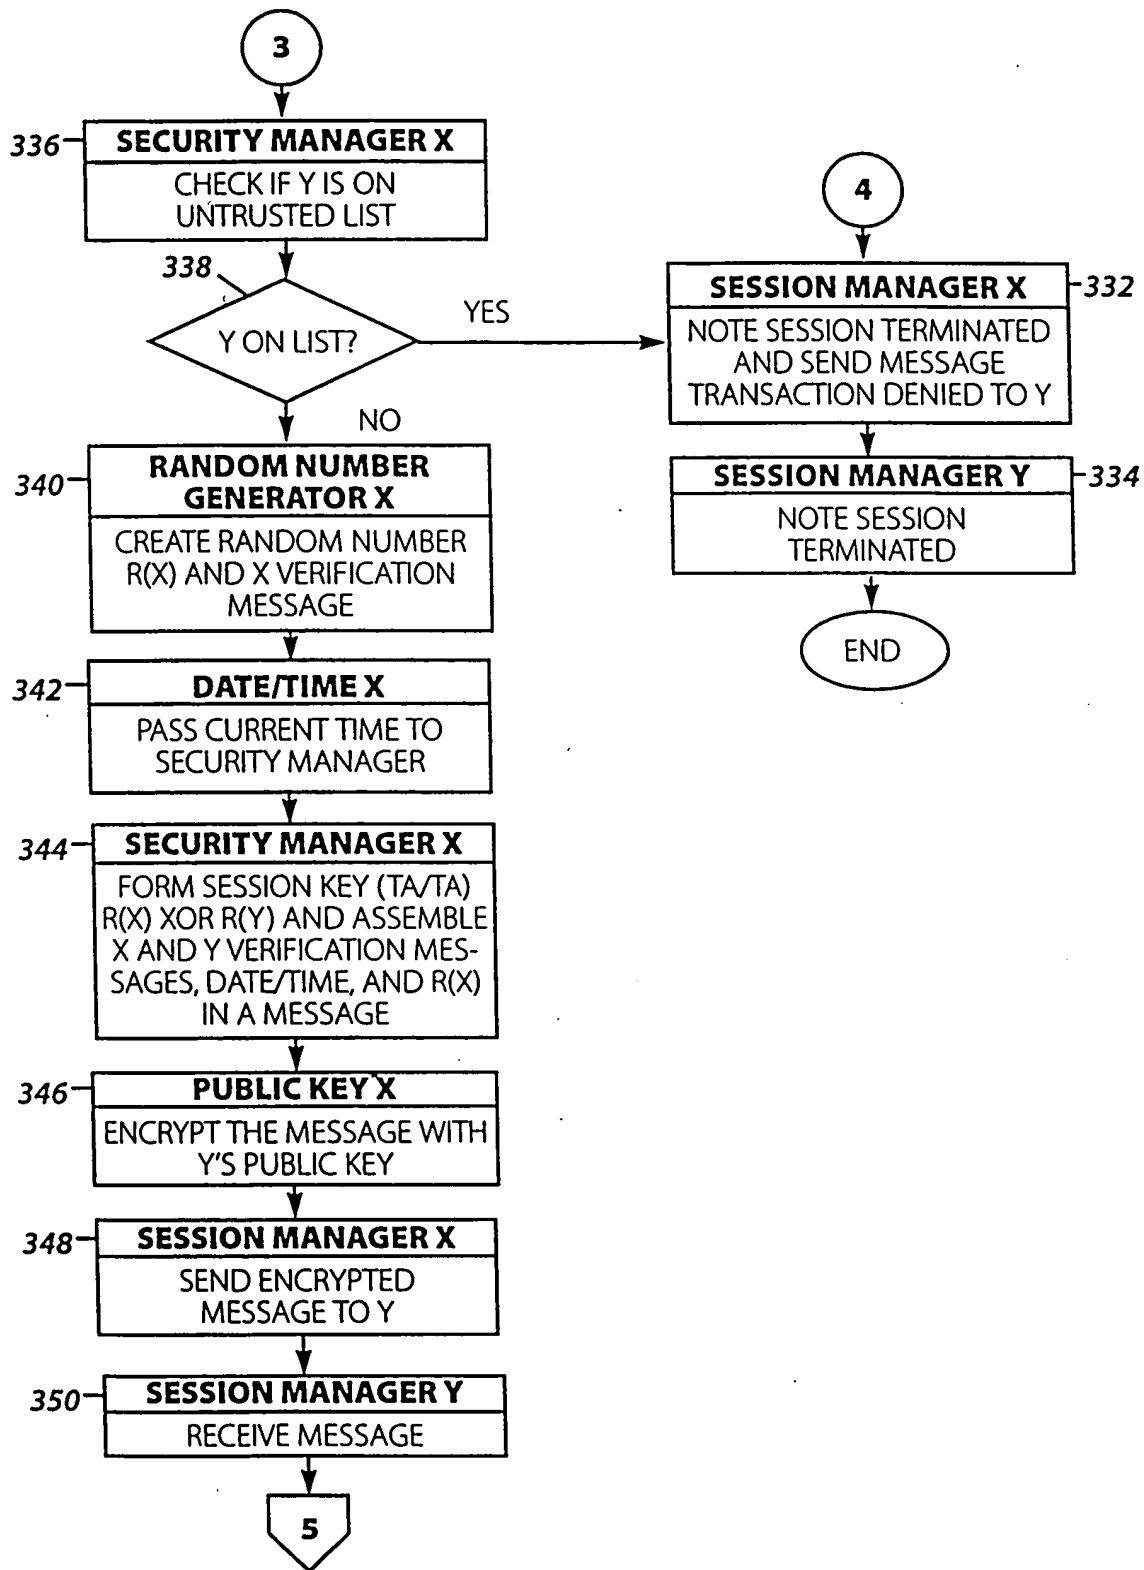 3
336
SECURITY MANAGER X
CHECK IF Y IS ON
UNTRUSTED LIST
338
Y ON LIST?
YES
NO
340
RANDOM NUMBER
GENERATOR X
CREATE RANDOM NUMBER
R(X) AND X VERIFICATION
MESSAGE
342
DATE/TIME X
PASS CURRENT TIME TO
SECURITY MANAGER
344
SECURITY MANAGER X
FORM SESSION KEY (TA/TA)
R(X) XOR R(Y) AND ASSEMBLE
X AND Y VERIFICATION MES-
SAGES, DATE/TIME, AND R(X)
IN A MESSAGE
346
PUBLIC KEY X
ENCRYPT THE MESSAGE WITH
Y'S PUBLIC KEY
348
SESSION MANAGER X
SEND ENCRYPTED
MESSAGE TO Y
350
SESSION MANAGER Y
RECEIVE MESSAGE
5
4
SESSION MANAGER X
332
NOTE SESSION TERMINATED
AND SEND MESSAGE
TRANSACTION DENIED TO Y
SESSION MANAGER Y
334
NOTE SESSION
TERMINATED
END